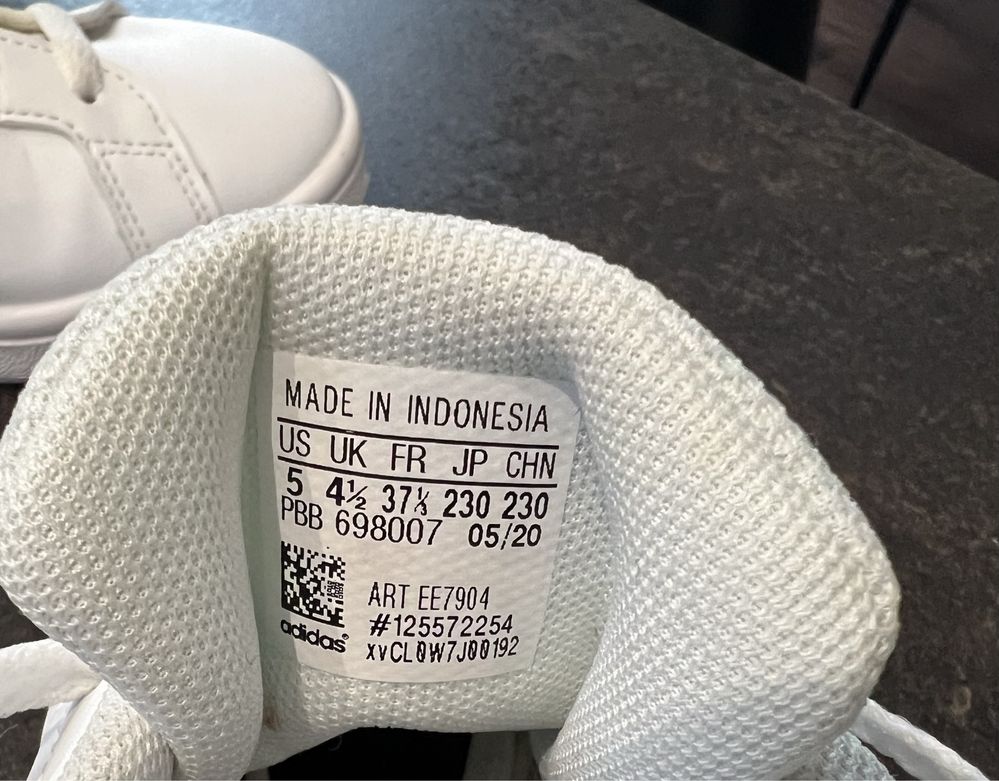 MADE IN INDONESIA
US UK FR JP CHN
5 4½ 37⅓ 230 230
PBB 698007 05/20
ART EE7904
#125572254
xvCL0W7J00192
adidas®